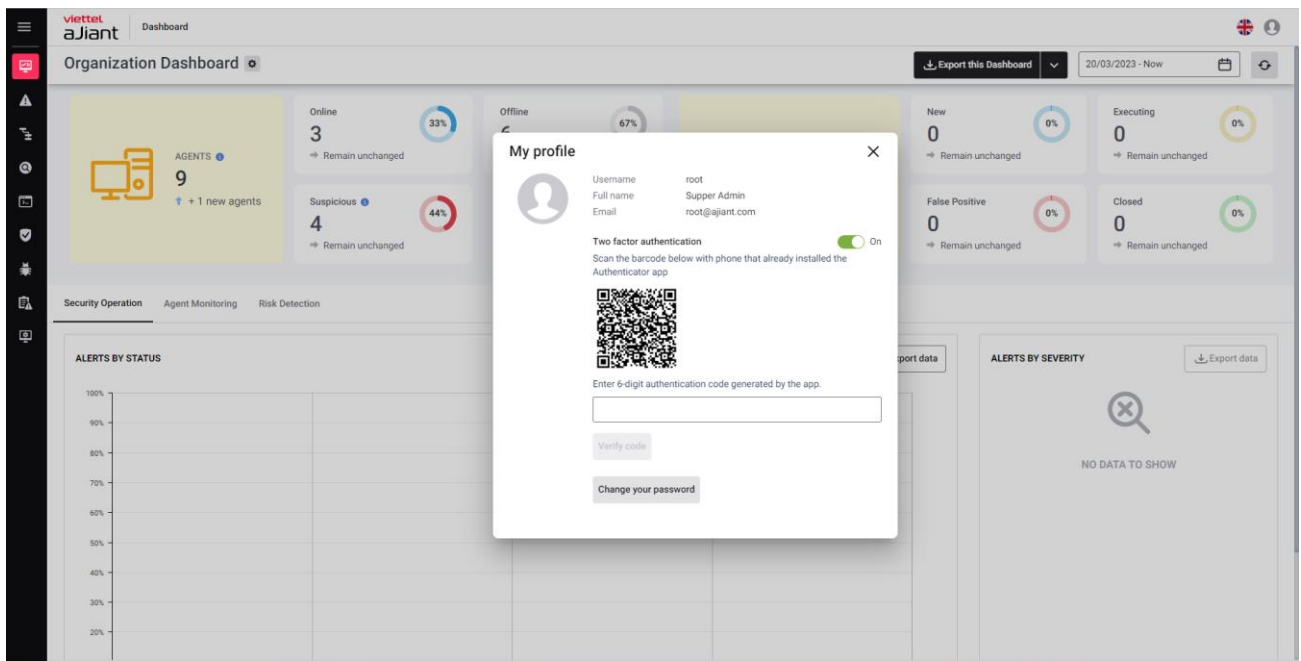 viettel
aJiant
Dashboard
Organization Dashboard
Export this Dashboard
20/03/2023 - Now
AGENTS
9
+ 1 new agents
Online
3
33%
Remain unchanged
Offline
67%
Suspicious
4
44%
Remain unchanged
New
0
0%
Remain unchanged
Executing
0
0%
Remain unchanged
False Positive
0
0%
Remain unchanged
Closed
0
0%
Remain unchanged
My profile
Username root
Full name Supper Admin
Email root@ajiant.com
Two factor authentication On
Scan the barcode below with phone that already installed the
Authenticator app
Enter 6-digit authentication code generated by the app.
Verify code
Change your password
Security Operation Agent Monitoring Risk Detection
ALERTS BY STATUS
data
100%
90%
80%
70%
60%
50%
40%
30%
20%
ALERTS BY SEVERITY
Export data
NO DATA TO SHOW